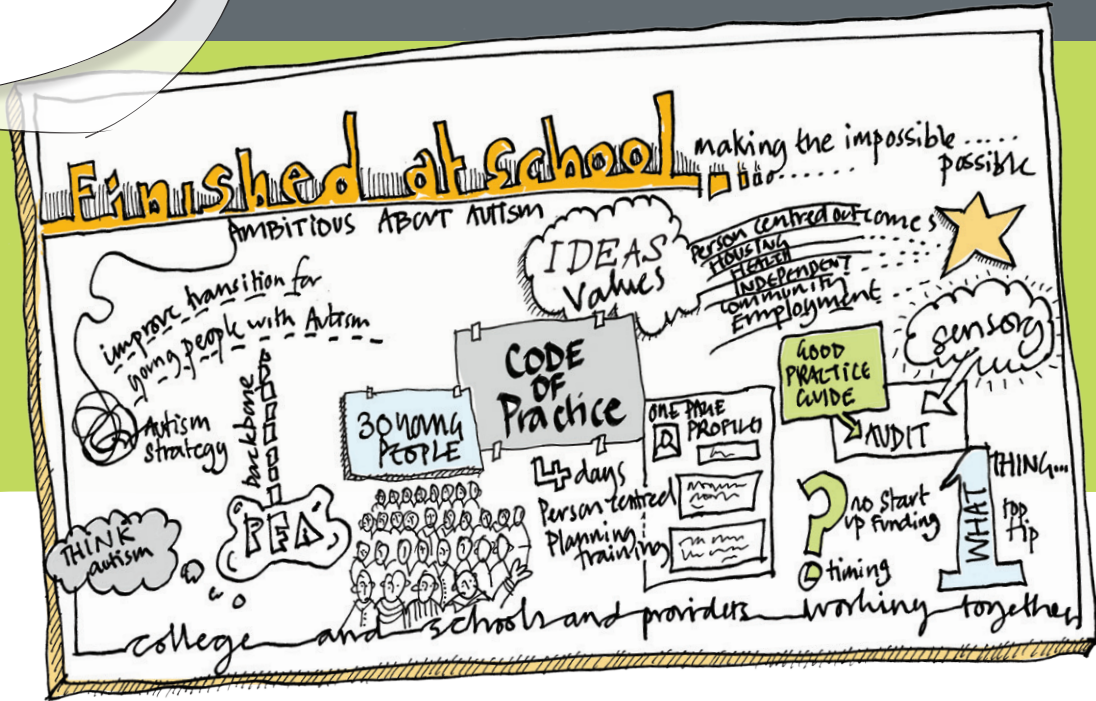 Finished at school
making the impossible .....
possible
AMBITIOUS ABOUT AUTISM
IDEAS
Values
Person centred outcomes
HOUSING
HEALTH
INDEPENDENT
Community
Employment
improve transition for
young people with Autism
Autism
strategy
backbone
PFA
THINK
autism
30 YOUNG
PEOPLE
CODE
OF
Practice
4 days
Person centred
Planning
training
ONE PAGE
PROFILES
GOOD
PRACTICE
GUIDE
AUDIT
sensory
? no start
up Funding
timing
WHAT
1 THING...
top
tip
college and schools and providers working together